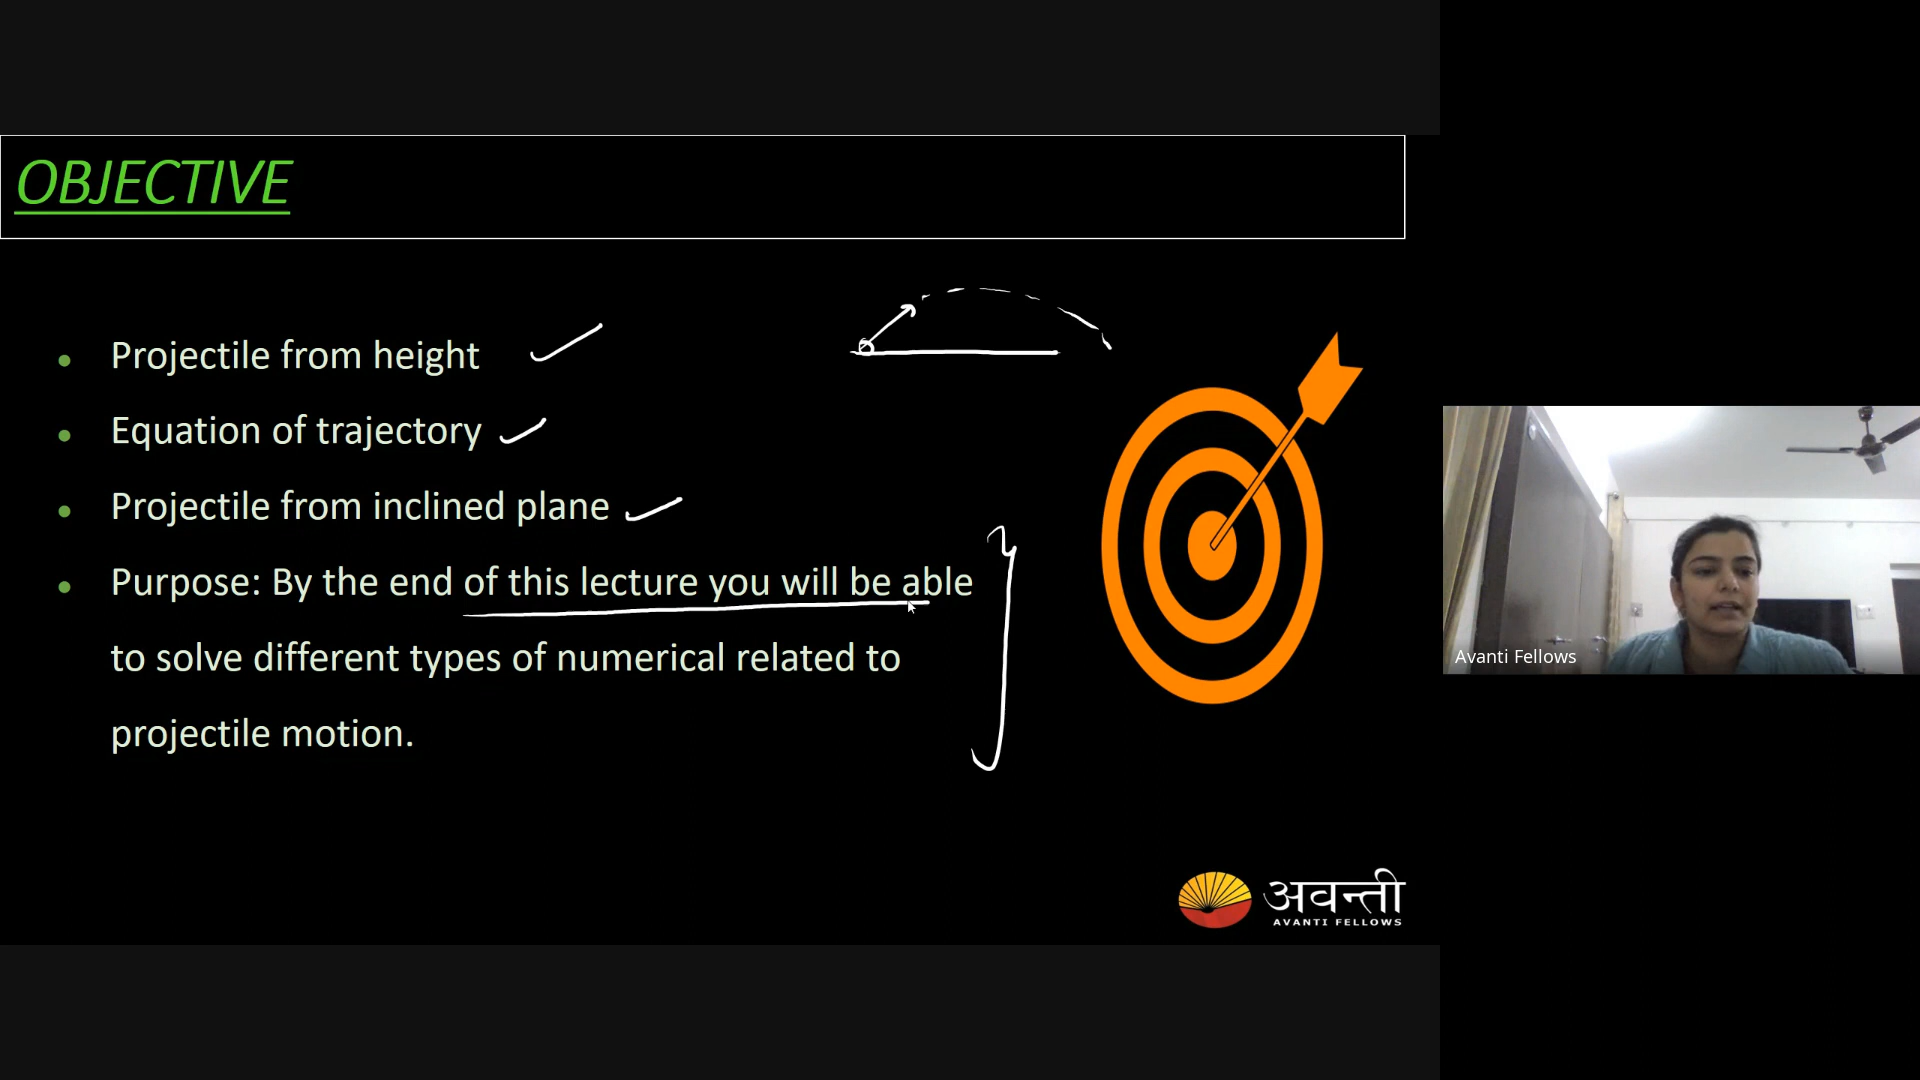 OBJECTIVE
• Projectile from height
• Equation of trajectory
• Projectile from inclined plane
• Purpose: By the end of this lecture you will be able
to solve different types of numerical related to
projectile motion.
Avanti Fellows
अवन्ती
AVANTI FELLOWS